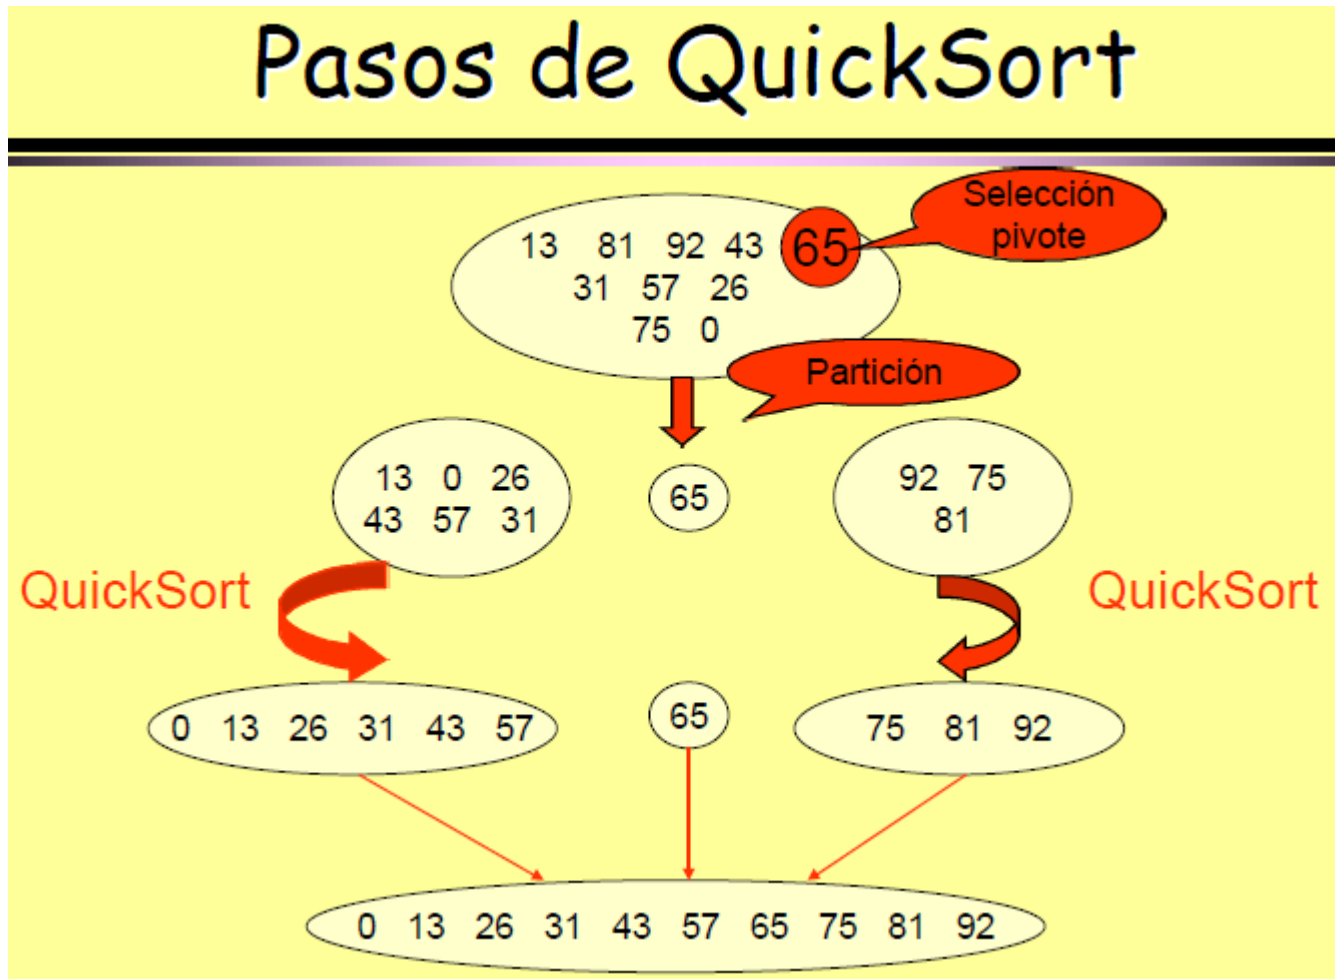 Pasos de QuickSort
Selección
pivote
13 81 92 43 65
31 57 26
75 0
Partición
13 0 26
43 57 31
65
92 75
81
QuickSort
QuickSort
0 13 26 31 43 57
65
75 81 92
0 13 26 31 43 57 65 75 81 92